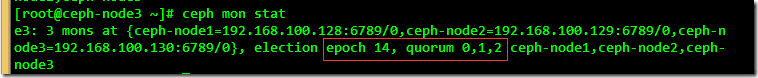 [root@ceph-node3 ~]# ceph mon stat
e3: 3 mons at {ceph-node1=192.168.100.128:6789/0,ceph-node2=192.168.100.129:6789/0,ceph-n
ode3=192.168.100.130:6789/0}, election epoch 14, quorum 0,1,2 ceph-node1,ceph-node2,ceph-
node3